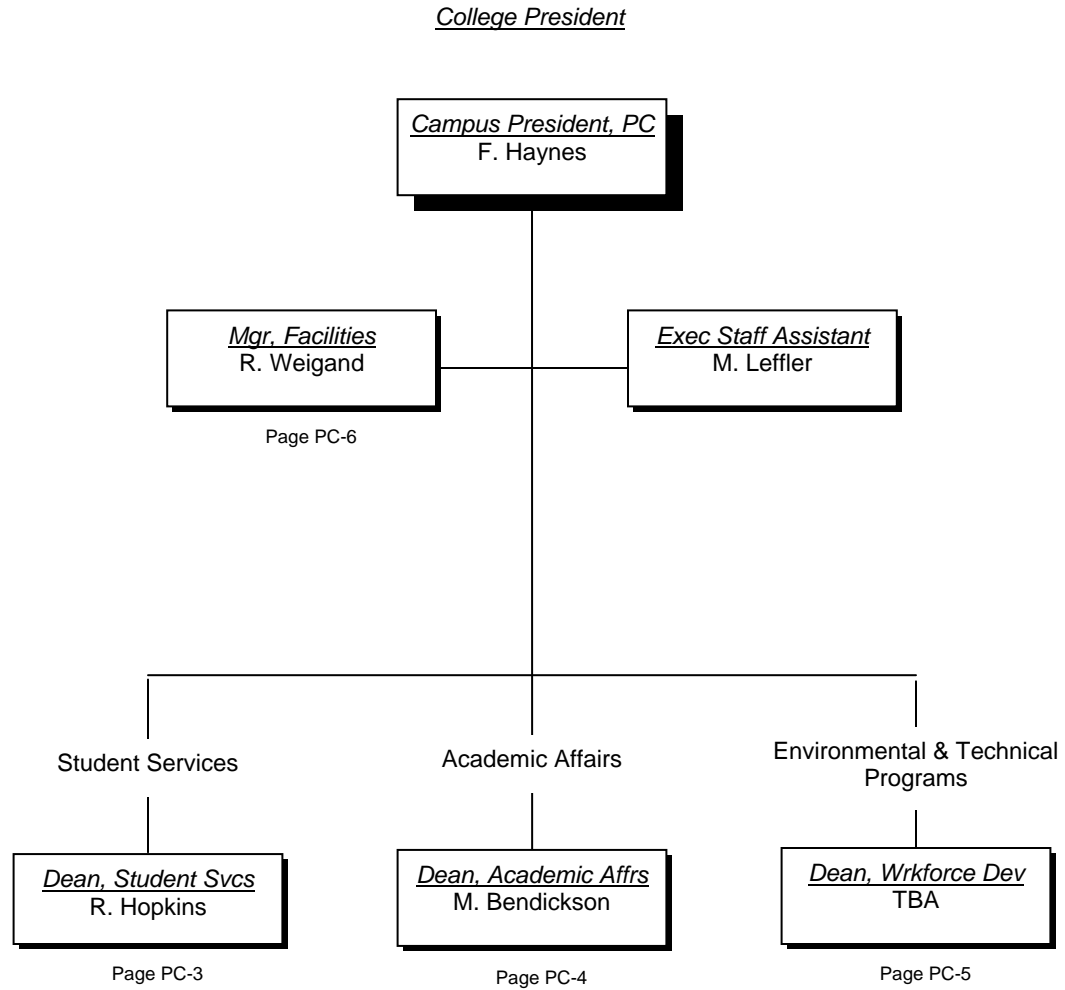 College President
Campus President, PC
F. Haynes
Mgr, Facilities
R. Weigand
Page PC-6
Exec Staff Assistant
M. Leffler
Student Services
Academic Affairs
Environmental & Technical
Programs
Dean, Student Svcs
R. Hopkins
Page PC-3
Dean, Academic Affrs
M. Bendickson
Page PC-4
Dean, Wrkforce Dev
TBA
Page PC-5